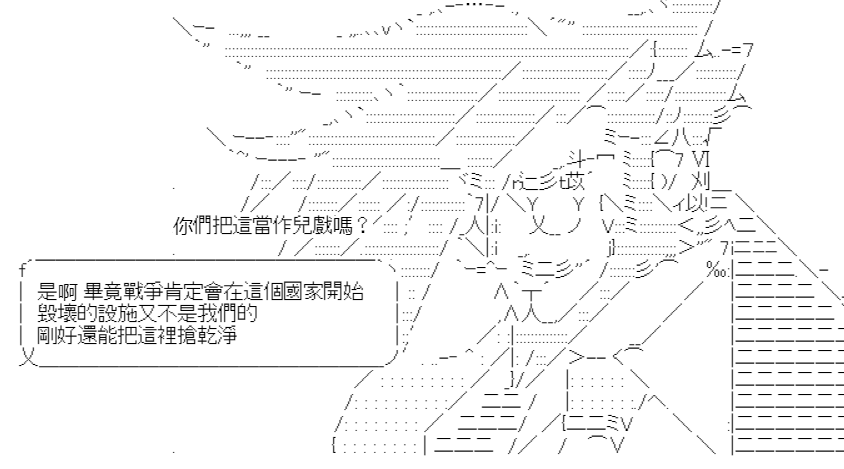 你們把這當作兒戲嗎？
是啊 畢竟戰爭肯定會在這個國家開始
毀壞的設施又不是我們的
剛好還能把這裡搶乾淨